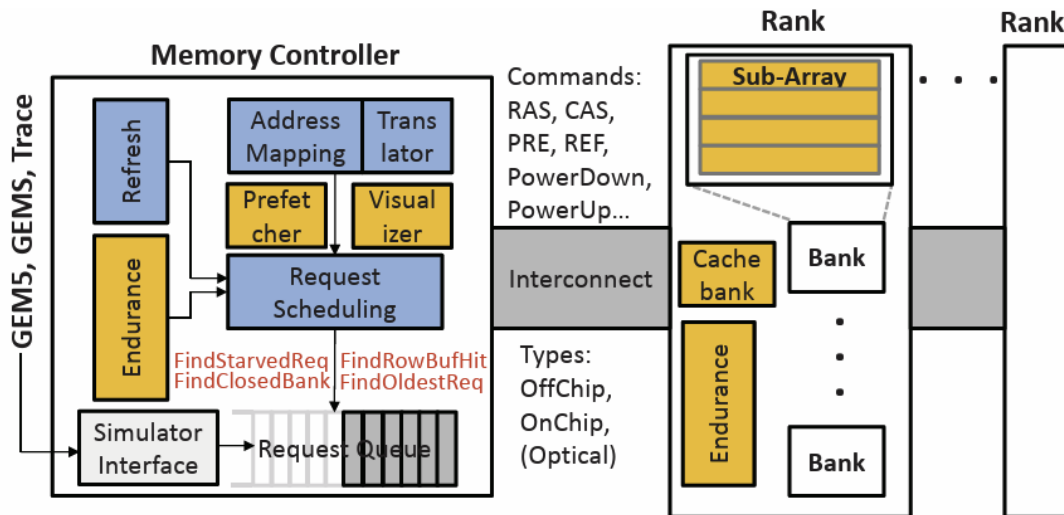 Memory Controller
Rank
Rank
GEM5, GEMS, Trace
Refresh
Address
Mapping
Trans
lator
Prefet
cher
Visual
izer
Endurance
Request
Scheduling
FindStarvedReq
FindClosedBank
FindRowBufHit
FindOldestReq
Simulator
Interface
Request Queue
Commands:
RAS, CAS,
PRE, REF,
PowerDown,
PowerUp...
Interconnect
Types:
OffChip,
OnChip,
(Optical)
Sub-Array
Cache
bank
Bank
Endurance
Bank